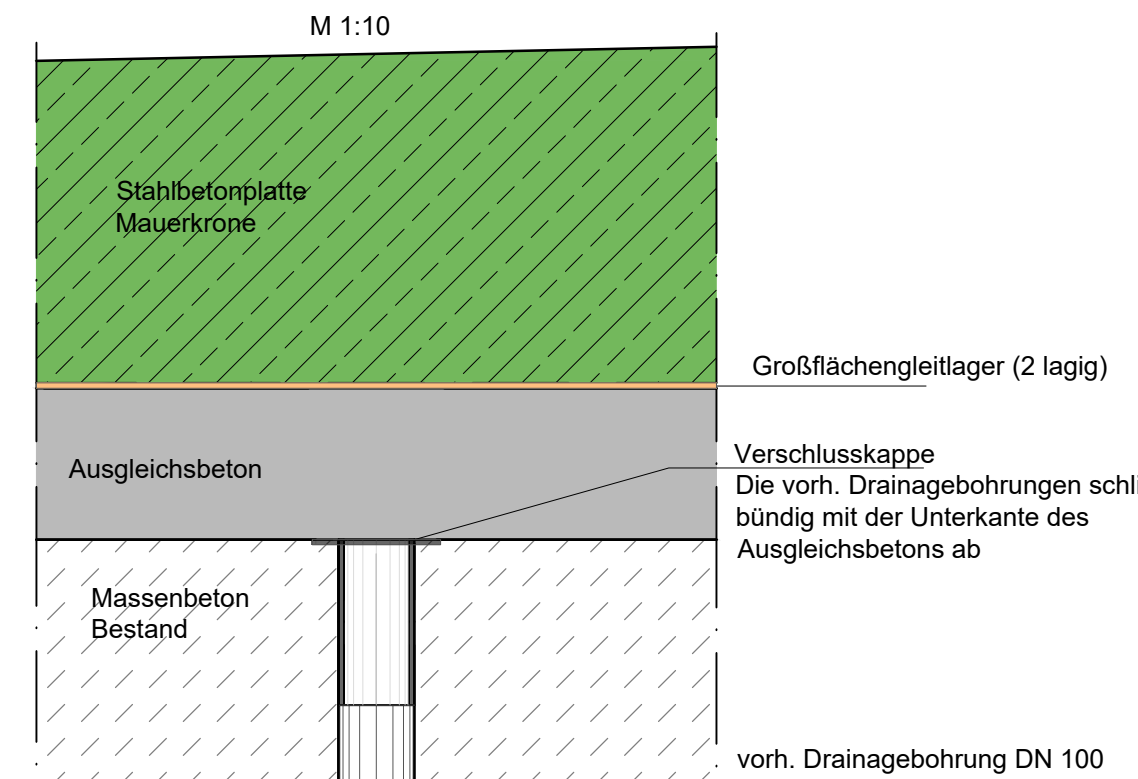 M 1:10
Stahlbetonplatte
Mauerkrone
Großflächengleitlager (2 lagig)
Ausgleichsbeton
Verschlusskappe
Die vorh. Drainagebohrungen schli
bündig mit der Unterkante des
Ausgleichsbetons ab
Massenbeton
Bestand
vorh. Drainagebohrung DN 100